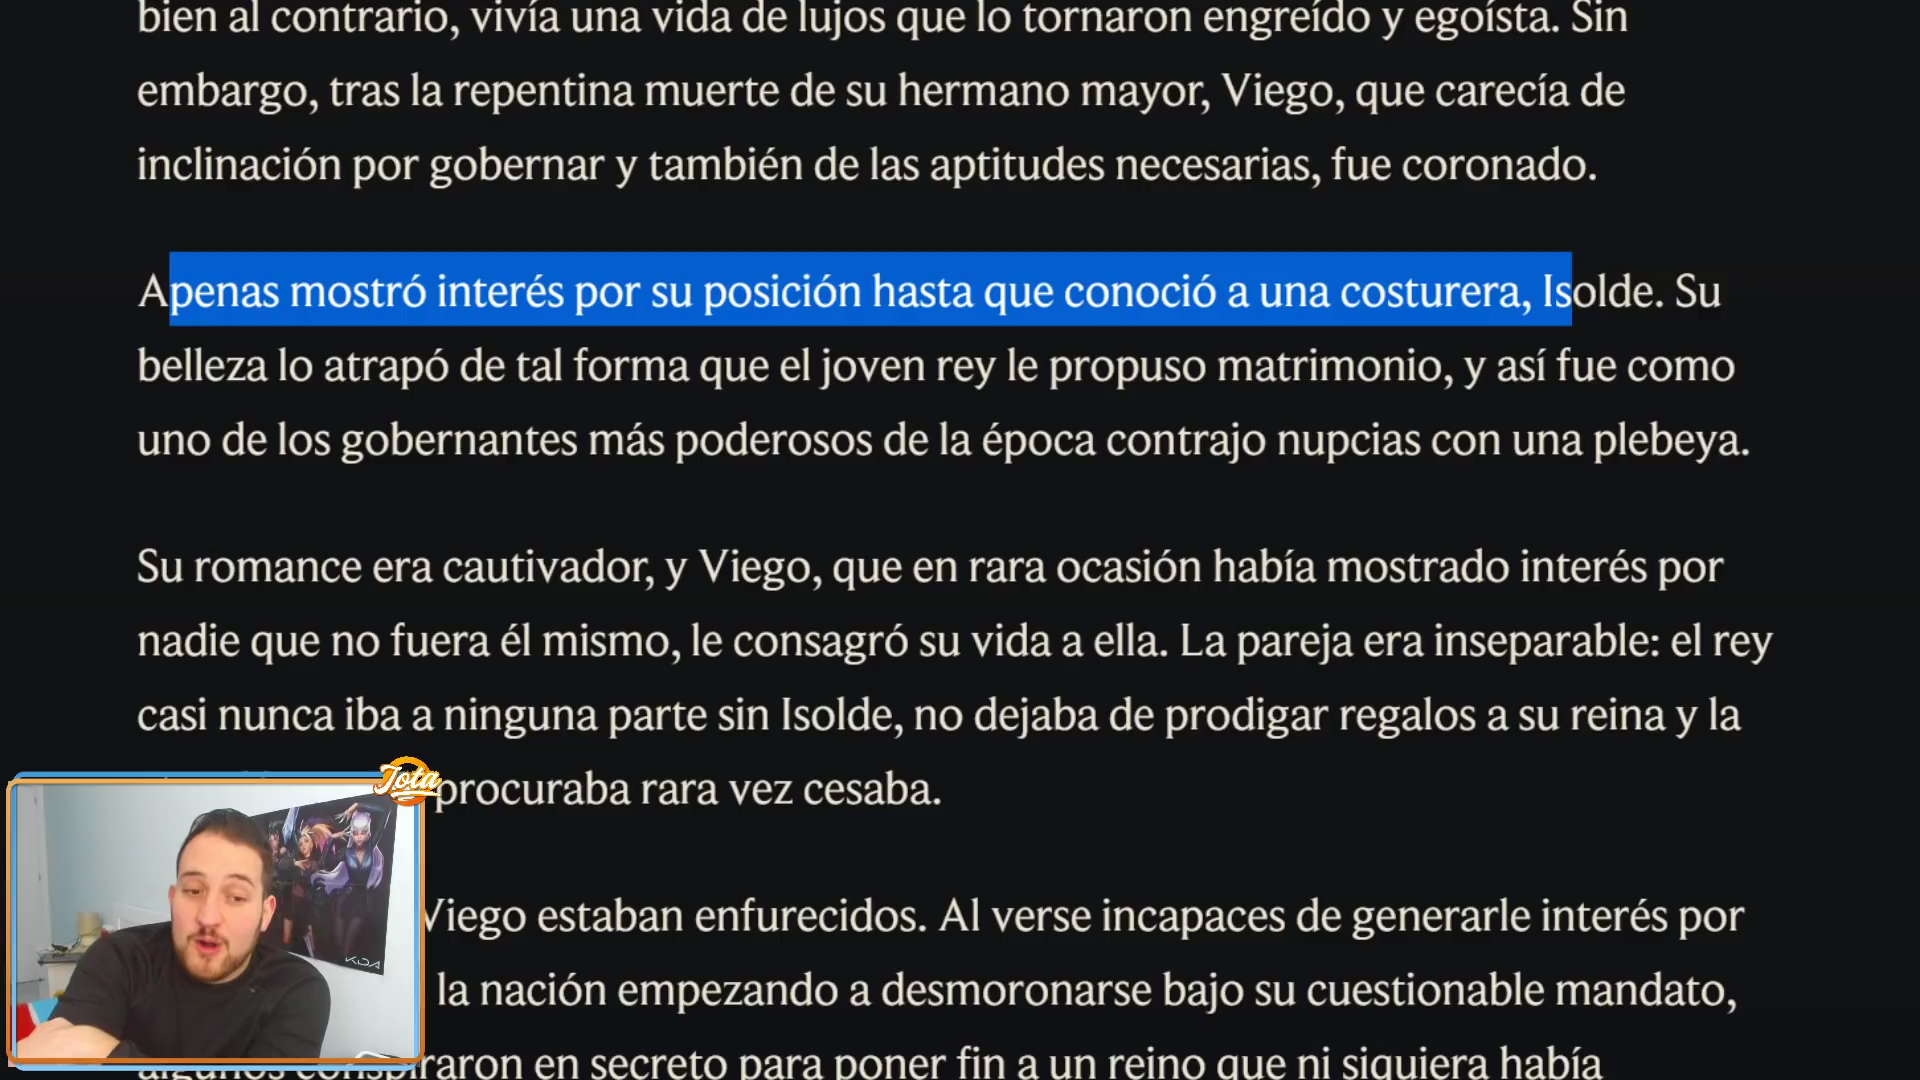 bien al contrario, vivía una vida de lujos que lo tornaron engreído y egoísta. Sin
embargo, tras la repentina muerte de su hermano mayor, Viego, que carecía de
inclinación por gobernar y también de las aptitudes necesarias, fue coronado.
Apenas mostró interés por su posición hasta que conoció a una costurera, Isolde. Su
belleza lo atrapó de tal forma que el joven rey le propuso matrimonio, y así fue como
uno de los gobernantes más poderosos de la época contrajo nupcias con una plebeya.
Su romance era cautivador, y Viego, que en rara ocasión había mostrado interés por
nadie que no fuera él mismo, le consagró su vida a ella. La pareja era inseparable: el rey
casi nunca iba a ninguna parte sin Isolde, no dejaba de prodigar regalos a su reina y la
procuraba rara vez cesaba.
Viego estaban enfurecidos. Al verse incapaces de generarle interés por
la nación empezando a desmoronarse bajo su cuestionable mandato,
algunos conspiraron en secreto para poner fin a un reino que ni siquiera había
Jota
KDA